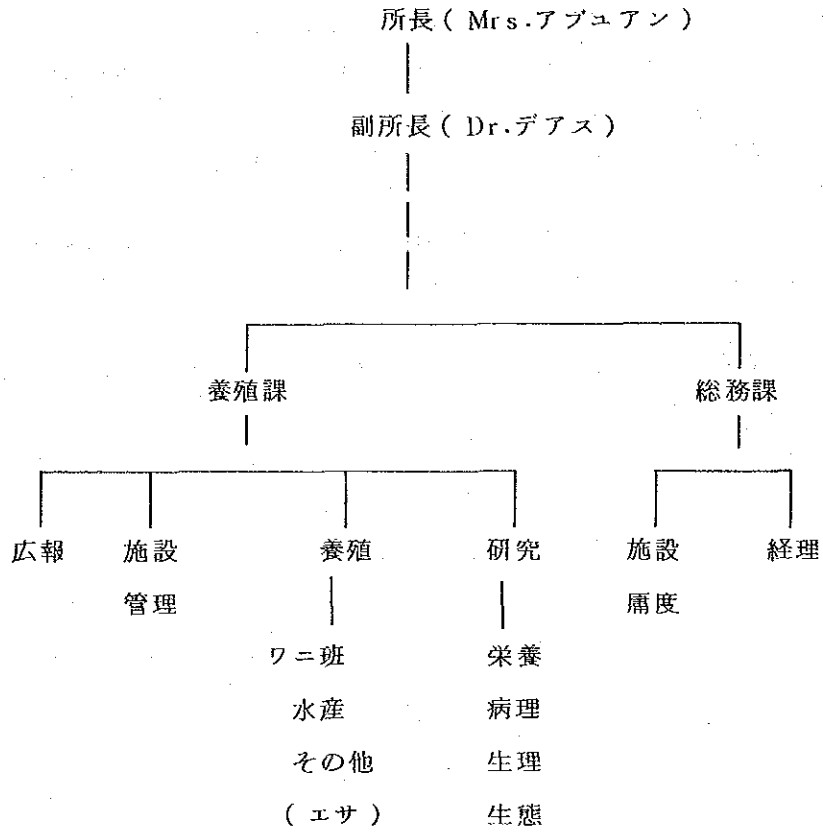 所長(Mrs.アブュアン)
副所長(Dr.デアス)
養殖課 総務課
広報 施設 養殖 研究 施設 経理
管理 庸度
ワニ班 栄養
水産 病理
その他 生理
(エサ) 生態